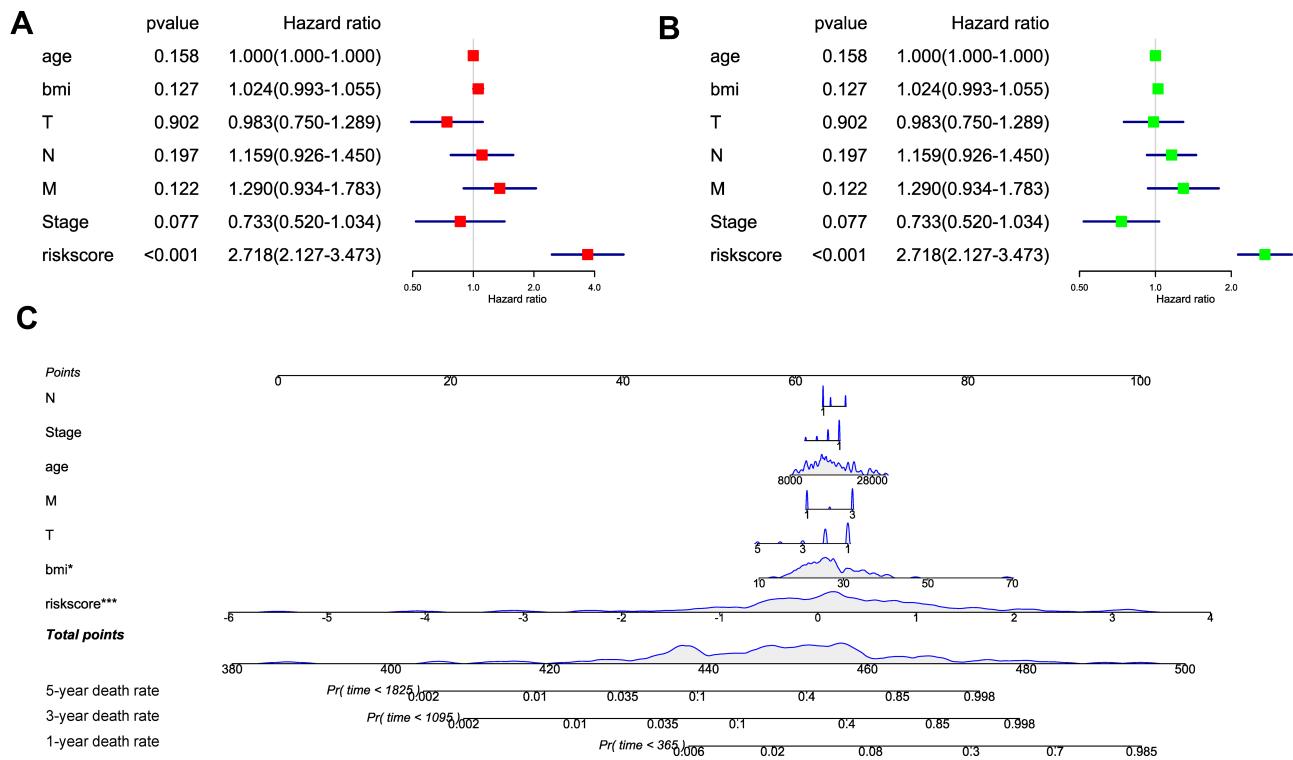 A
pvalue Hazard ratio
age 0.158 1.000(1.000-1.000)
bmi 0.127 1.024(0.993-1.055)
T 0.902 0.983(0.750-1.289)
N 0.197 1.159(0.926-1.450)
M 0.122 1.290(0.934-1.783)
Stage 0.077 0.733(0.520-1.034)
riskscore <0.001 2.718(2.127-3.473)
0.50 1.0 2.0 4.0
Hazard ratio
B
pvalue Hazard ratio
age 0.158 1.000(1.000-1.000)
bmi 0.127 1.024(0.993-1.055)
T 0.902 0.983(0.750-1.289)
N 0.197 1.159(0.926-1.450)
M 0.122 1.290(0.934-1.783)
Stage 0.077 0.733(0.520-1.034)
riskscore <0.001 2.718(2.127-3.473)
0.50 1.0 2.0
Hazard ratio
C
Points 0 20 40 60 80 100
N 1
Stage 1
age 8000 28000
M 1 3
T 5 3 1
bmi* 10 30 50 70
riskscore*** -6 -5 -4 -3 -2 -1 0 1 2 3 4
Total points
380 400 420 440 460 480 500
5-year death rate Pr( time < 1825) 0.002 0.01 0.035 0.1 0.4 0.85 0.998
3-year death rate Pr( time < 1095) 0.002 0.01 0.035 0.1 0.4 0.85 0.998
1-year death rate Pr( time < 365) 0.006 0.02 0.08 0.3 0.7 0.985